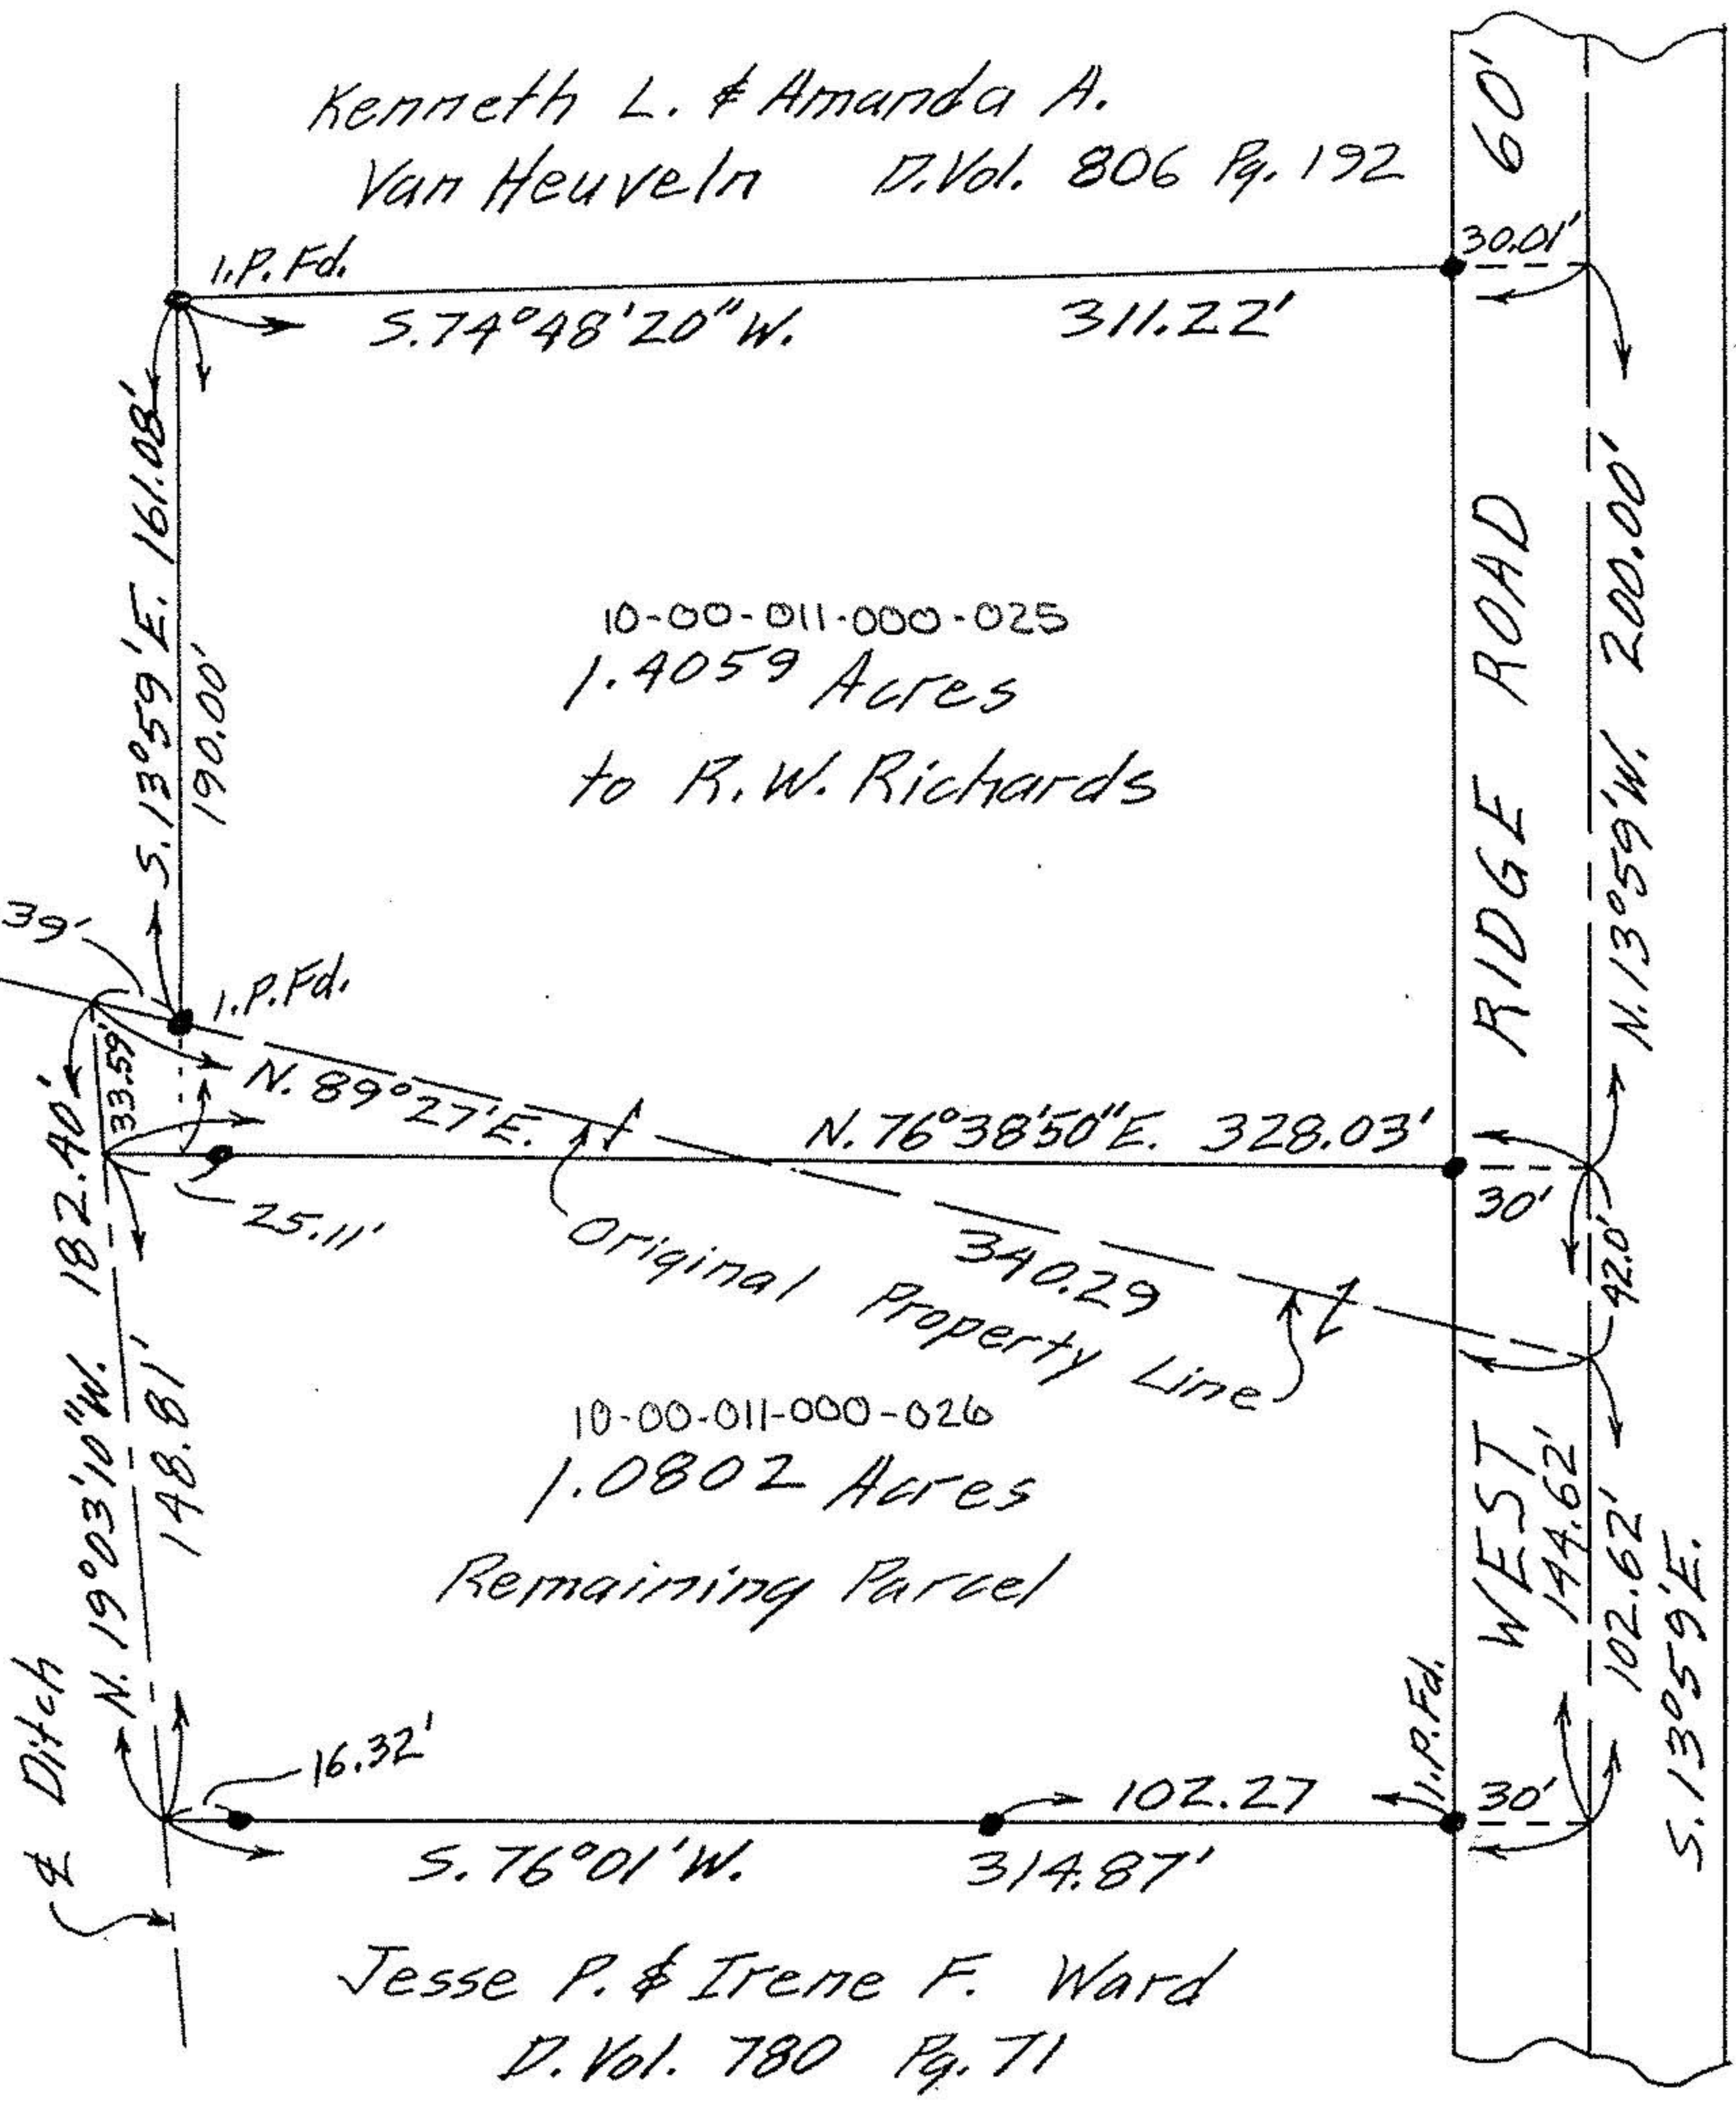 Kenneth L. & Amanda A.
Van Heuveln D.Vol. 806 Pg. 192
60'
30.01'
I.P. Fd.
S.74°48'20"W. 311.22'
S.13°59'E. 161.08'
190.00'
10-00-011-000-025
1.4059 Acres
to R.W. Richards
WEST RIDGE ROAD
N.13°59'W. 200.00'
39'
I.P.Fd.
33.59'
N.89°27'E.
N.76°38'50"E. 328.03'
30'
25.11'
42.0'
Original Property Line
340.29
N.19°03'10"W. 182.40'
148.81'
10-00-011-000-026
1.0802 Acres
Remaining Parcel
144.62'
102.62'
S.13°59'E.
℄ Ditch
16.32'
102.27
I.P.Fd.
30'
S.76°01'W. 314.87'
Jesse P. & Irene F. Ward
D.Vol. 780 Pg. 71